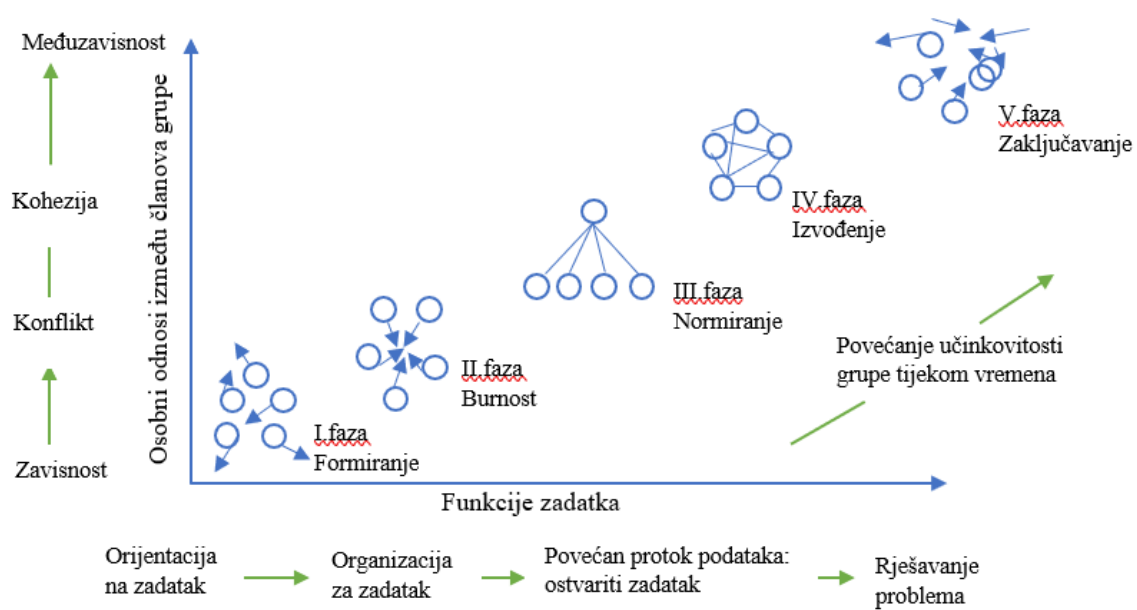 Međuzavisnost
Kohezija
Konflikt
Zavisnost
Osobni odnosi između članova grupe
I.faza
Formiranje
II.faza
Burnost
III.faza
Normiranje
IV.faza
Izvođenje
V.faza
Zaključavanje
Povećanje učinkovitosti
grupe tijekom vremena
Funkcije zadatka
Orijentacija
na zadatak
Organizacija
za zadatak
Povećan protok podataka:
ostvariti zadatak
Rješavanje
problema